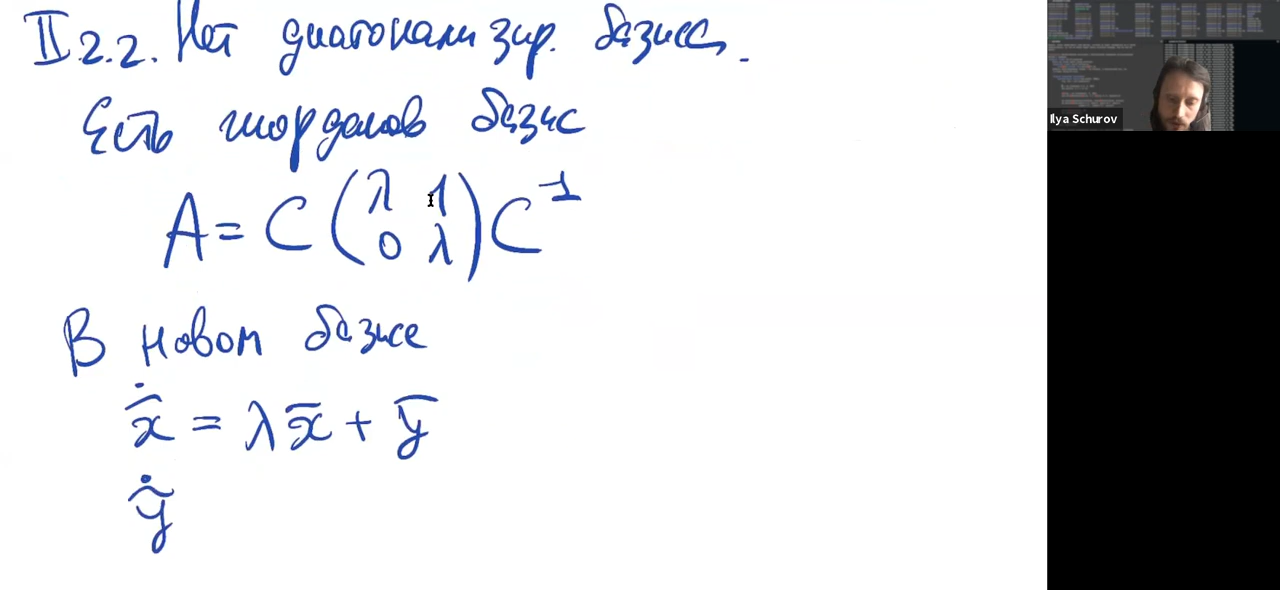 II.2.2. Нет диагонализир. базиса.
Есть жорданов базис
A = C (λ 1
0 λ) C⁻¹
В новом базисе
ẋ̄ = λx̄ + ȳ
ẏ̃
Ilya Schurov